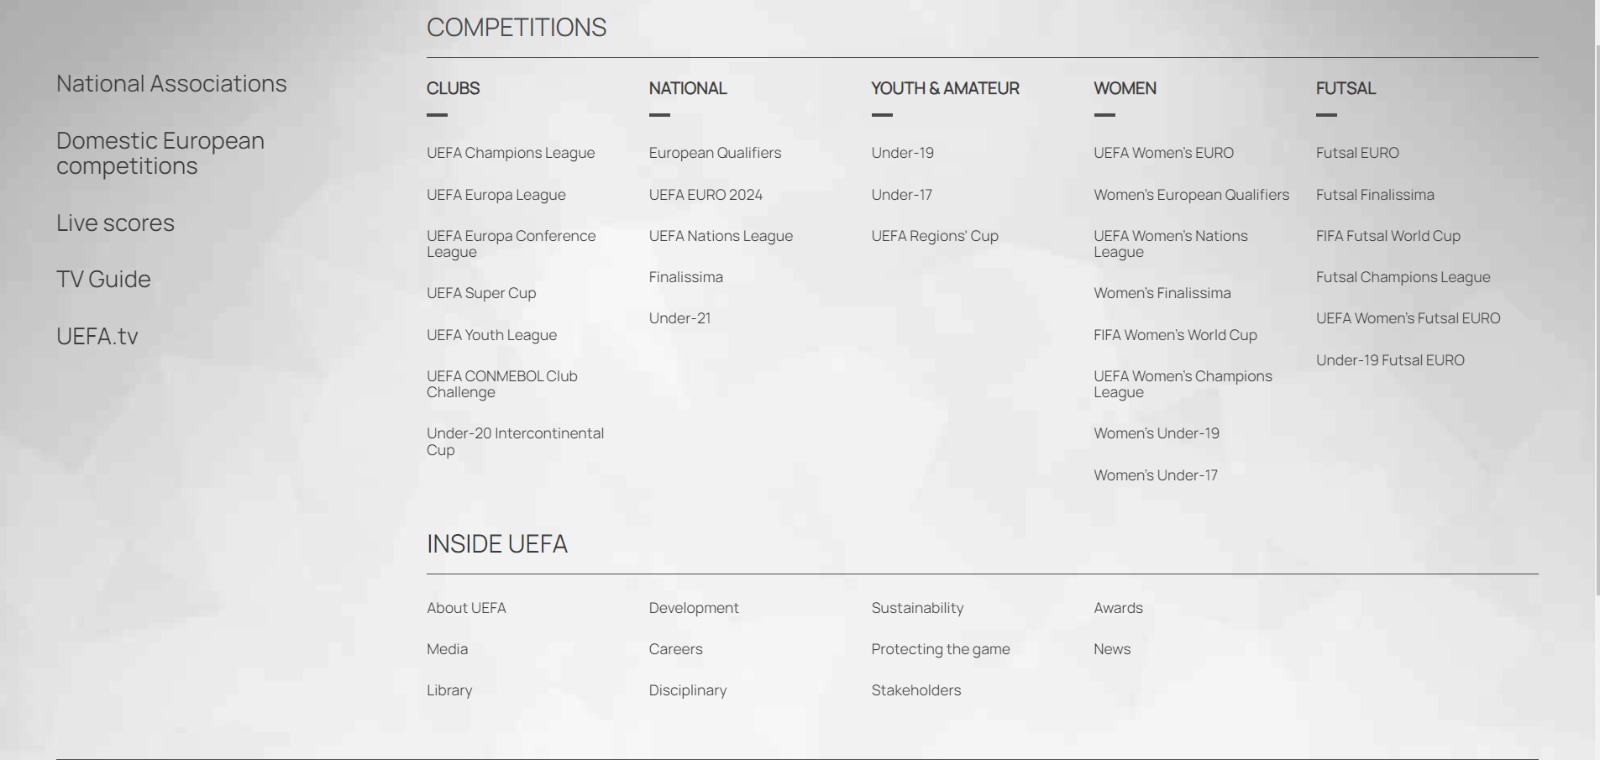 National Associations
Domestic European
competitions
Live scores
TV Guide
UEFA.tv
COMPETITIONS
CLUBS
UEFA Champions League
UEFA Europa League
UEFA Europa Conference
League
UEFA Super Cup
UEFA Youth League
UEFA CONMEBOL Club
Challenge
Under-20 Intercontinental
Cup
NATIONAL
European Qualifiers
UEFA EURO 2024
UEFA Nations League
Finalissima
Under-21
YOUTH & AMATEUR
Under-19
Under-17
UEFA Regions' Cup
WOMEN
UEFA Women's EURO
Women's European Qualifiers
UEFA Women's Nations
League
Women's Finalissima
FIFA Women's World Cup
UEFA Women's Champions
League
Women's Under-19
Women's Under-17
FUTSAL
Futsal EURO
Futsal Finalissima
FIFA Futsal World Cup
Futsal Champions League
UEFA Women's Futsal EURO
Under-19 Futsal EURO
INSIDE UEFA
About UEFA
Media
Library
Development
Careers
Disciplinary
Sustainability
Protecting the game
Stakeholders
Awards
News